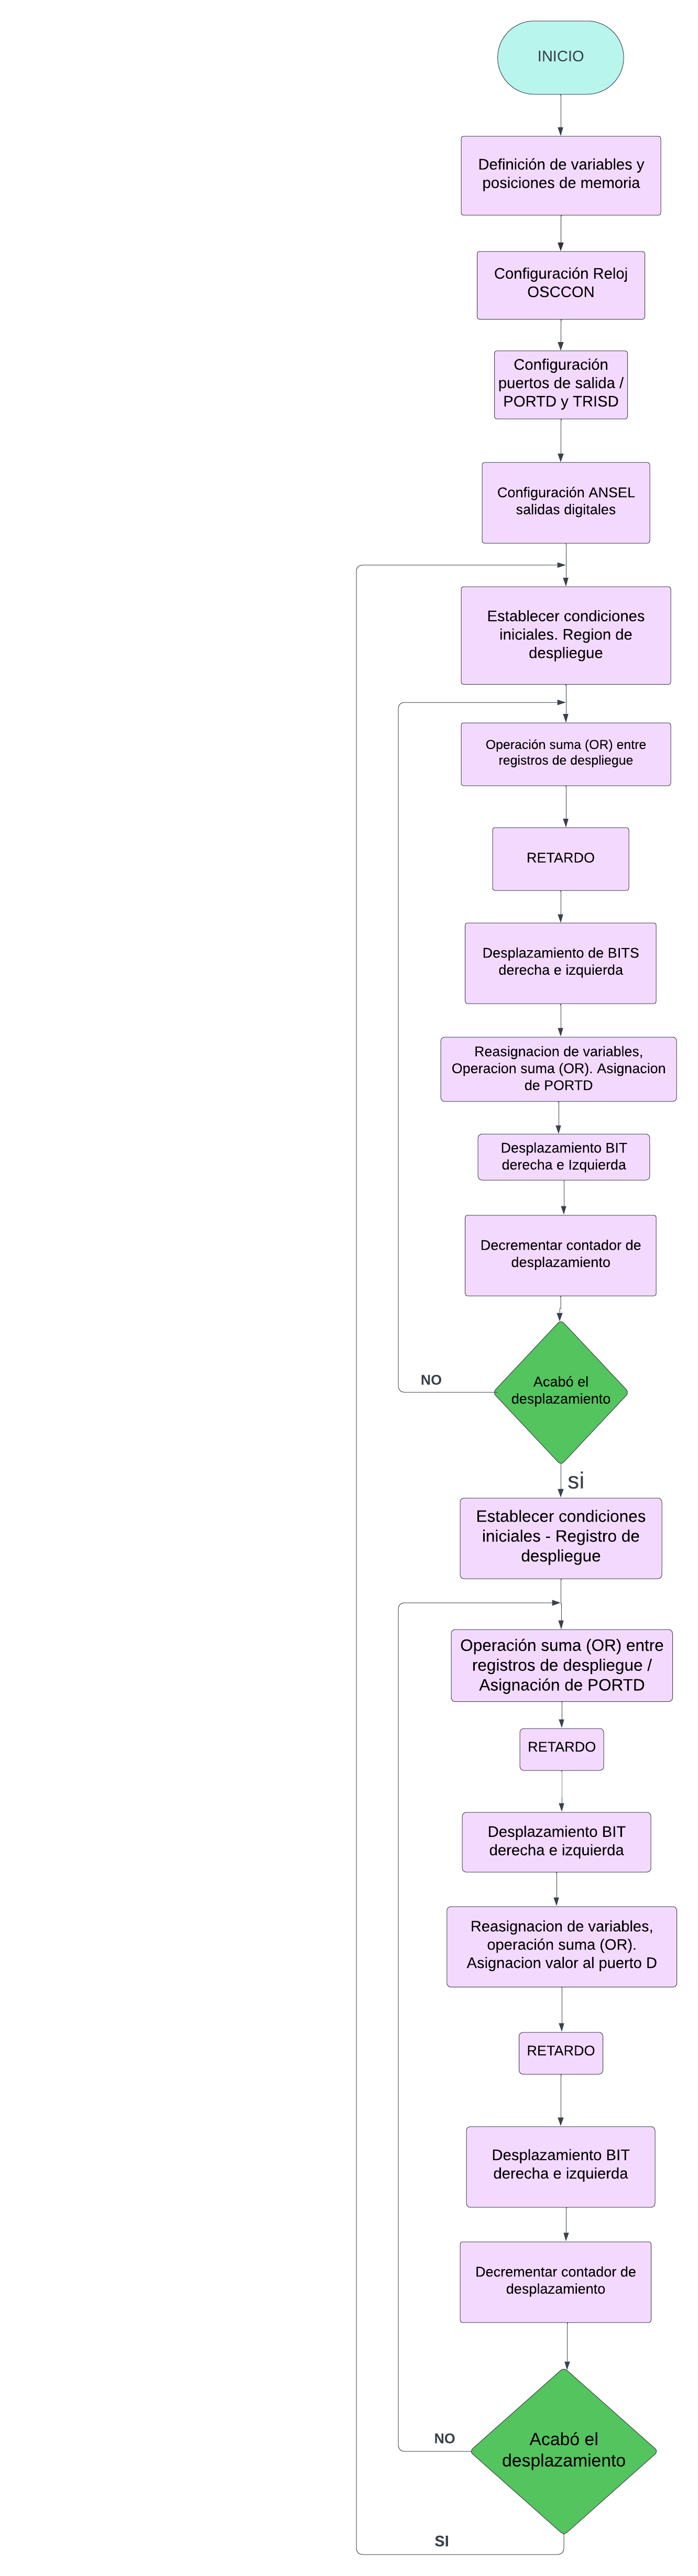 INICIO
Definición de variables y
posiciones de memoria
Configuración Reloj
OSCCON
Configuración
puertos de salida /
PORTD y TRISD
Configuración ANSEL
salidas digitales
Establecer condiciones
iniciales. Region de
despliegue
Operación suma (OR) entre
registros de despliegue
RETARDO
Desplazamiento de BITS
derecha e izquierda
Reasignacion de variables,
Operacion suma (OR). Asignacion
de PORTD
Desplazamiento BIT
derecha e Izquierda
Decrementar contador de
desplazamiento
Acabó el
desplazamiento
NO
si
Establecer condiciones
iniciales - Registro de
despliegue
Operación suma (OR) entre
registros de despliegue /
Asignación de PORTD
RETARDO
Desplazamiento BIT
derecha e izquierda
Reasignacion de variables,
operación suma (OR).
Asignacion valor al puerto D
RETARDO
Desplazamiento BIT
derecha e izquierda
Decrementar contador de
desplazamiento
Acabó el
desplazamiento
NO
SI